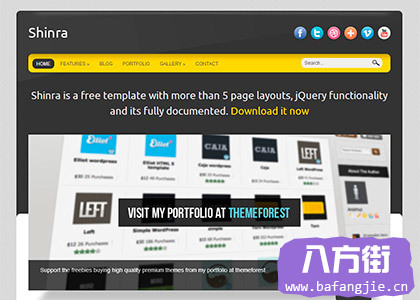 Shinra
HOME FEATURES » BLOG PORTFOLIO GALLERY » CONTACT
Search...
Shinra is a free template with more than 5 page layouts, jQuery functionality
and its fully documented. Download it now
Elliot wordpress
Elliot HTML 5 template
CAJA
Caja wordpress
LEFT
LEFT
VISIT MY PORTFOLIO AT THEMEFOREST
Simple WordPress
Support the freebies buying high quality premium themes from my portfolio at themeforest
八方街
www.bafangjie.cn